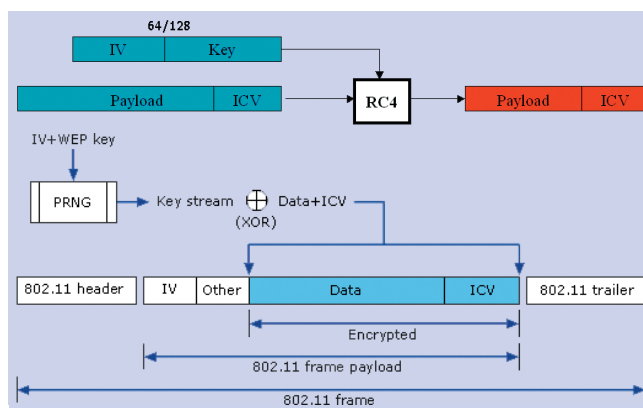 64/128
IV Key
Payload ICV RC4 Payload ICV
IV+WEP key
PRNG Key stream Data+ICV
(XOR)
802.11 header IV Other Data ICV 802.11 trailer
Encrypted
802.11 frame payload
802.11 frame